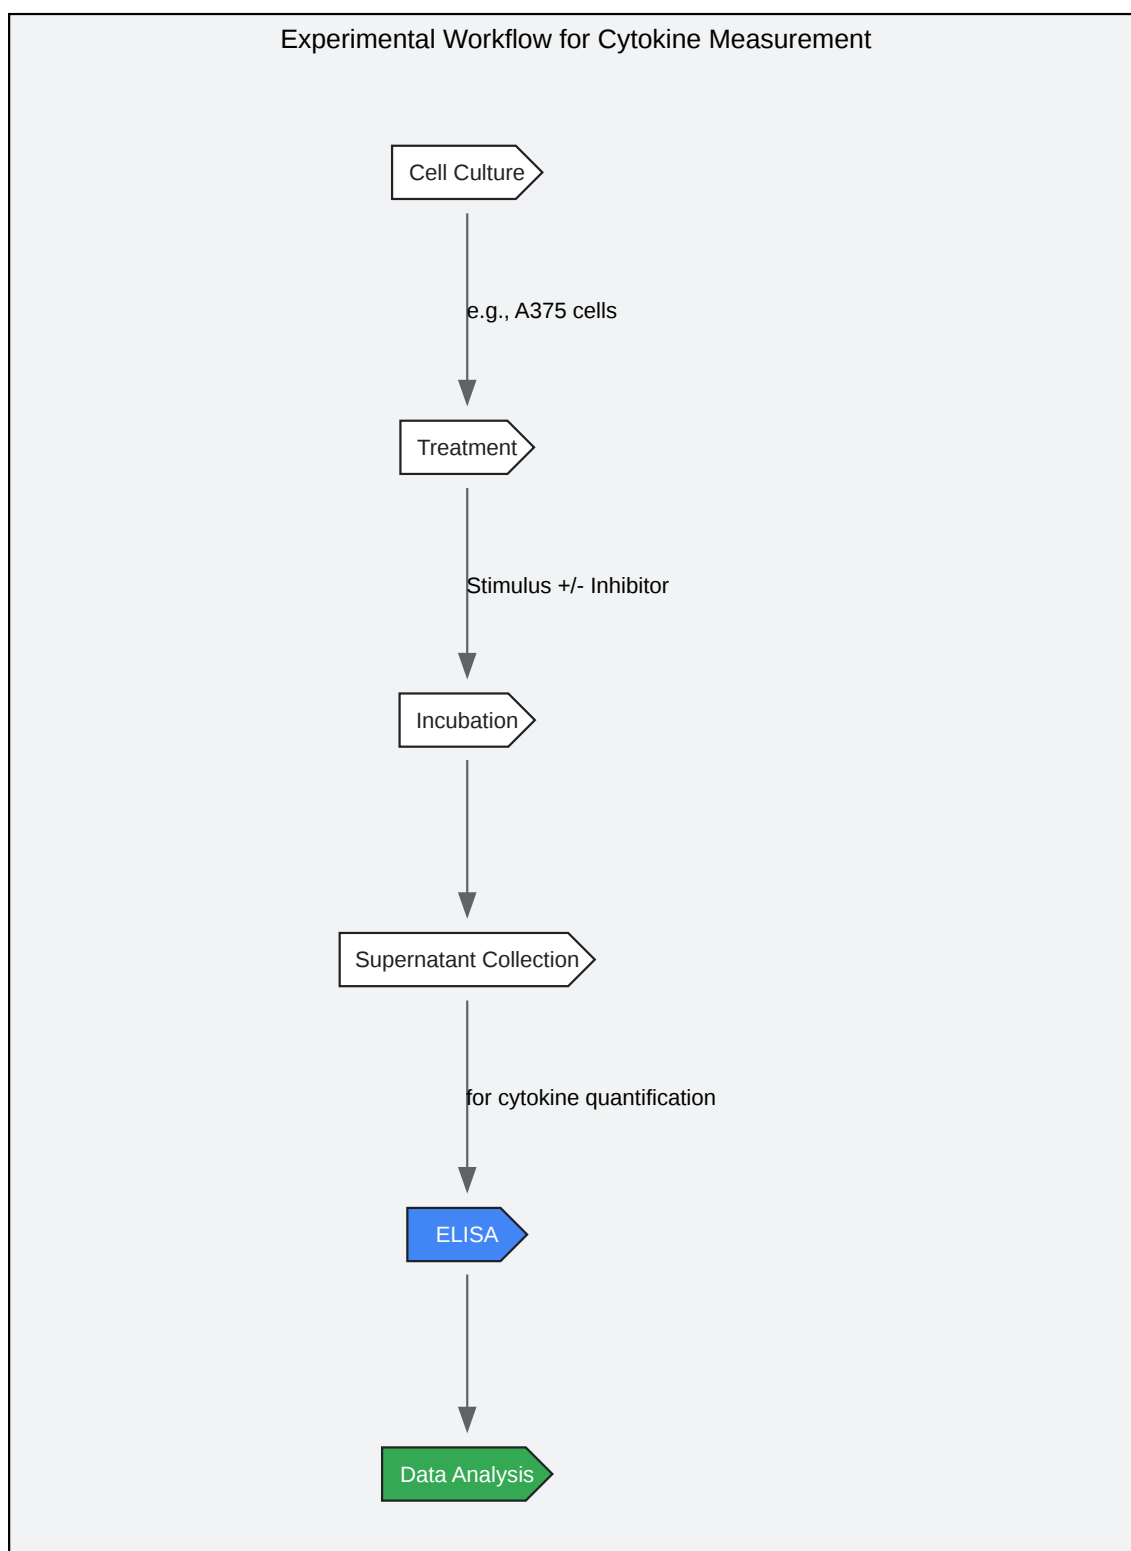 Experimental Workflow for Cytokine Measurement
Cell Culture
e.g., A375 cells
Treatment
Stimulus +/- Inhibitor
Incubation
Supernatant Collection
for cytokine quantification
ELISA
Data Analysis